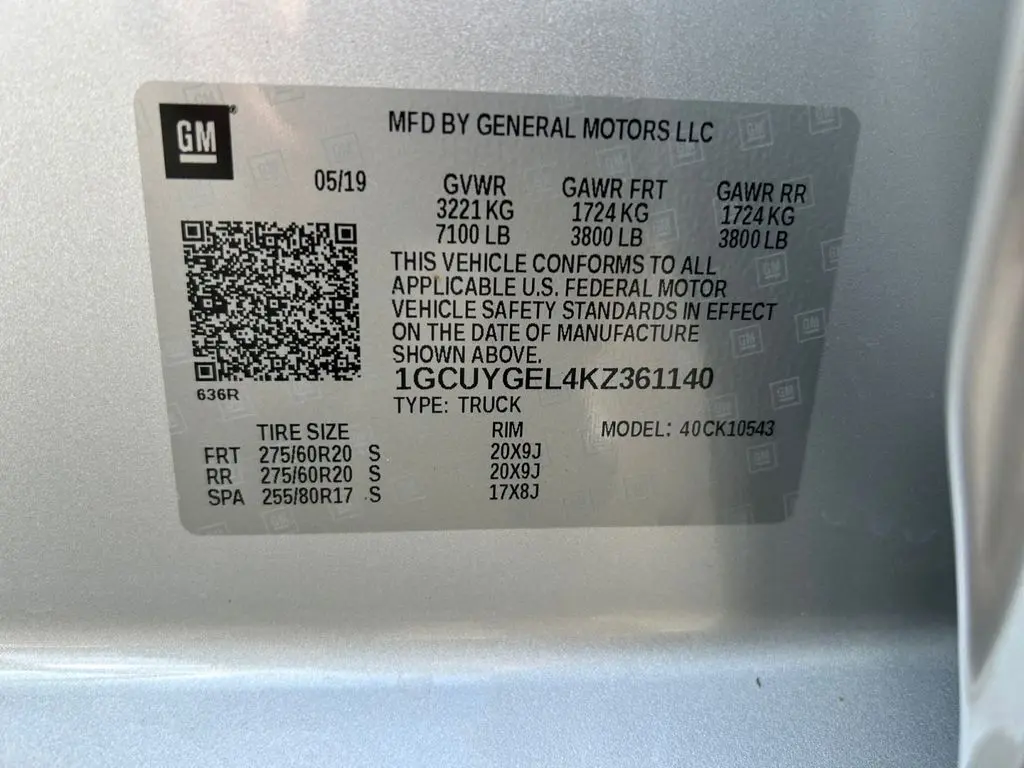 GM
MFD BY GENERAL MOTORS LLC
05/19 GVWR GAWR FRT GAWR RR
3221 KG 1724 KG 1724 KG
7100 LB 3800 LB 3800 LB
THIS VEHICLE CONFORMS TO ALL
APPLICABLE U.S. FEDERAL MOTOR
VEHICLE SAFETY STANDARDS IN EFFECT
ON THE DATE OF MANUFACTURE
SHOWN ABOVE.
636R
1GCUYGEL4KZ361140
TYPE: TRUCK
TIRE SIZE RIM MODEL: 40CK10543
FRT 275/60R20 S 20X9J
RR 275/60R20 S 20X9J
SPA 255/80R17 S 17X8J